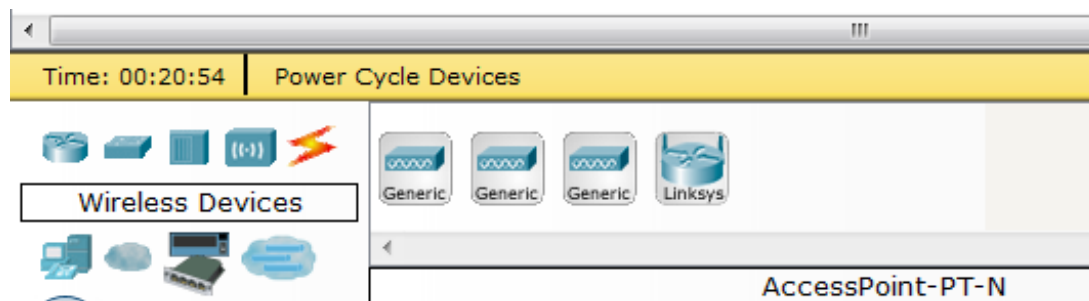 Time: 00:20:54 Power Cycle Devices
Generic Generic Generic Linksys
Wireless Devices
AccessPoint-PT-N